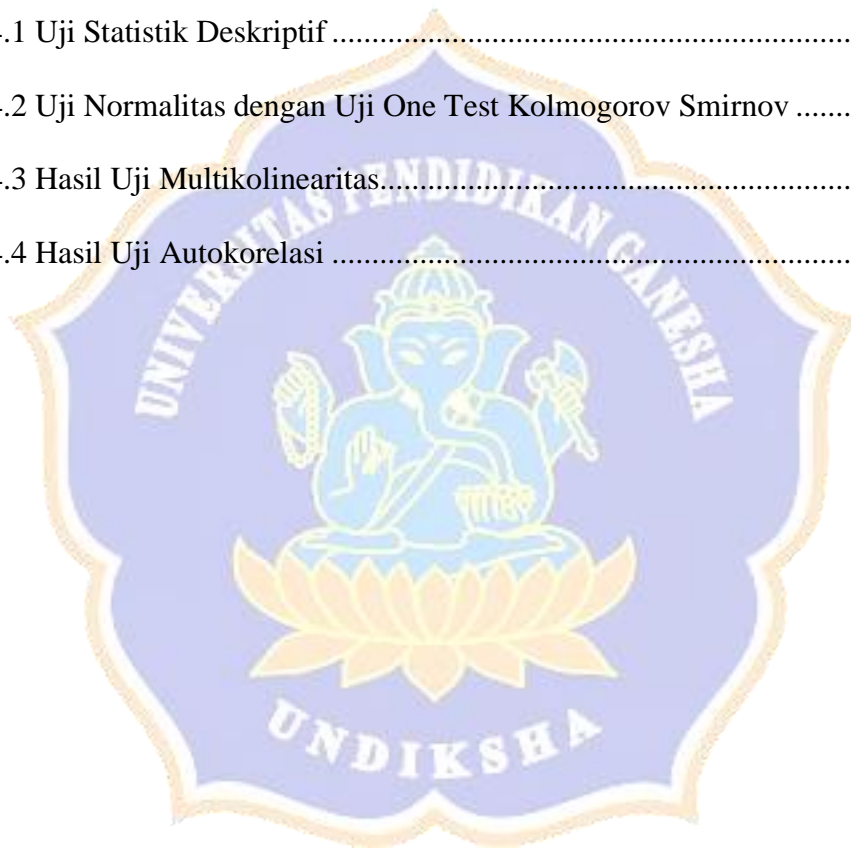 .1 Uji Statistik Deskriptif ....................................................................
.2 Uji Normalitas dengan Uji One Test Kolmogorov Smirnov .......
.3 Hasil Uji Multikolinearitas..............................................................
.4 Hasil Uji Autokorelasi ....................................................................
UNIVERSITAS PENDIDIKAN GANESHA
UNDIKSHA